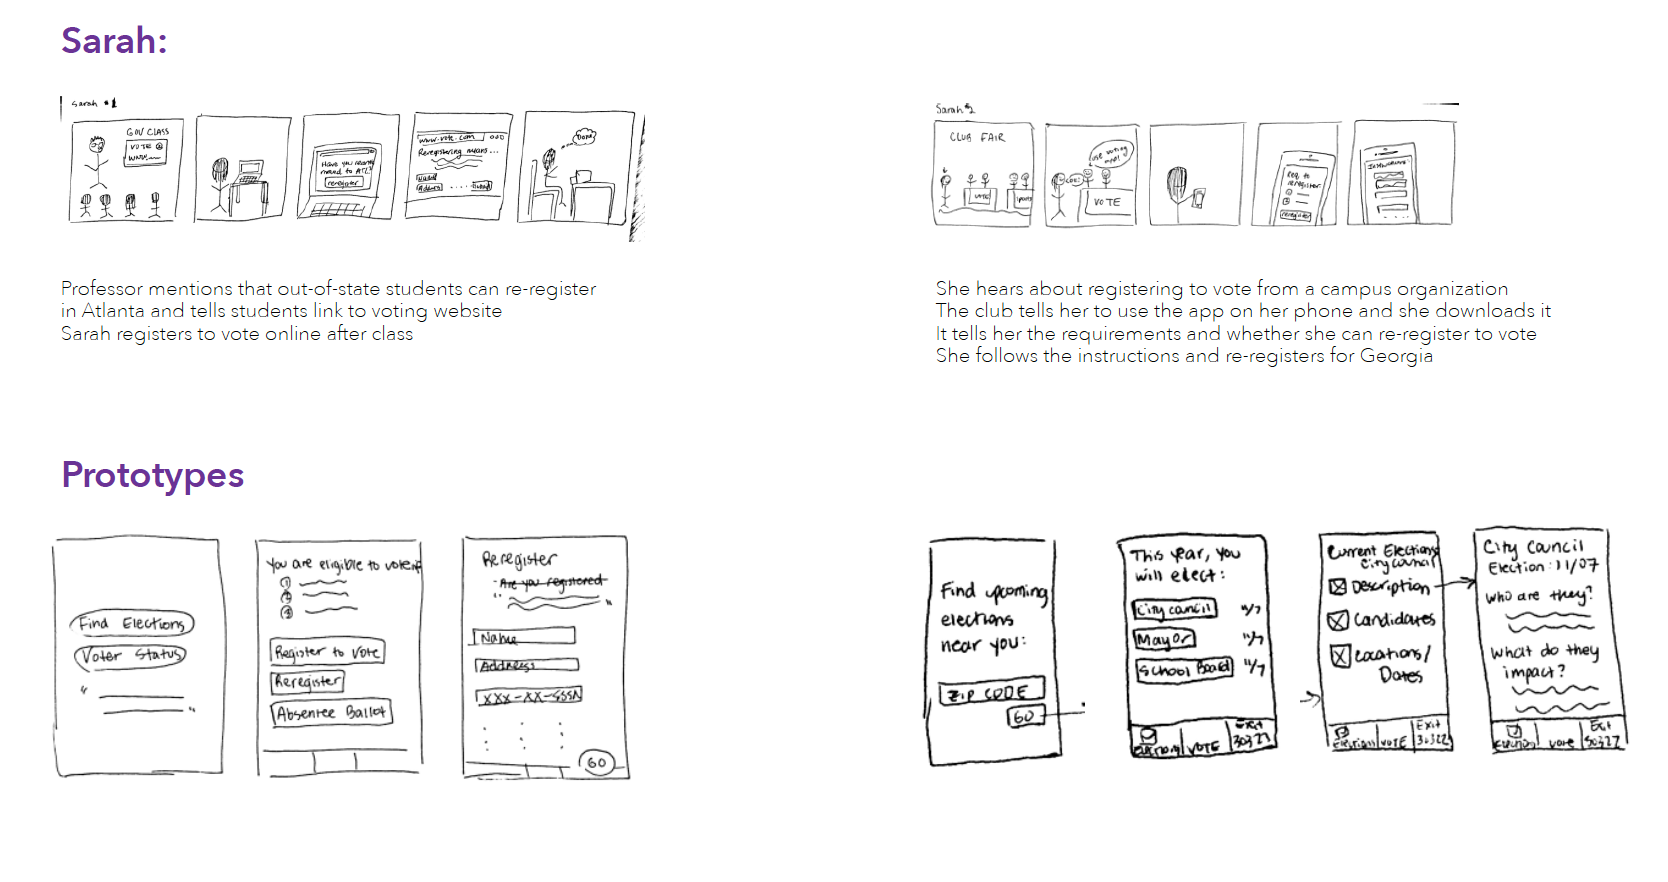 Sarah:
Sarah #1
GOV CLASS
VOTE @
www.
Have you recently
moved to ATL?
reregister
www.vote.com
Reregistering means...
Name
Address
Done!
Professor mentions that out-of-state students can re-register
in Atlanta and tells students link to voting website
Sarah registers to vote online after class
Sarah #2
CLUB FAIR
VOTE
sports
use voting
app!
VOTE
Req. to
reregister
①
②
reregister
She hears about registering to vote from a campus organization
The club tells her to use the app on her phone and she downloads it
It tells her the requirements and whether she can re-register to vote
She follows the instructions and re-registers for Georgia
Prototypes
Find Elections
Voter Status
"
"
You are eligible to vote if
①
②
③
Register to Vote
Reregister
Absentee Ballot
Reregister
- Are you registered
"
"
Name
Address
XXX-XX-SSSN
GO
Find upcoming
elections
near you:
ZIP CODE
GO
This year, you
will elect:
City council 11/7
Mayor 11/7
School Board 11/7
Elections VOTE Exit
30327
Current Elections
City council
Description
Candidates
Locations/
Dates
Elections VOTE Exit
30327
City Council
Election: 11/07
Who are they?
What do they
impact?
Elections Vote Exit
30327